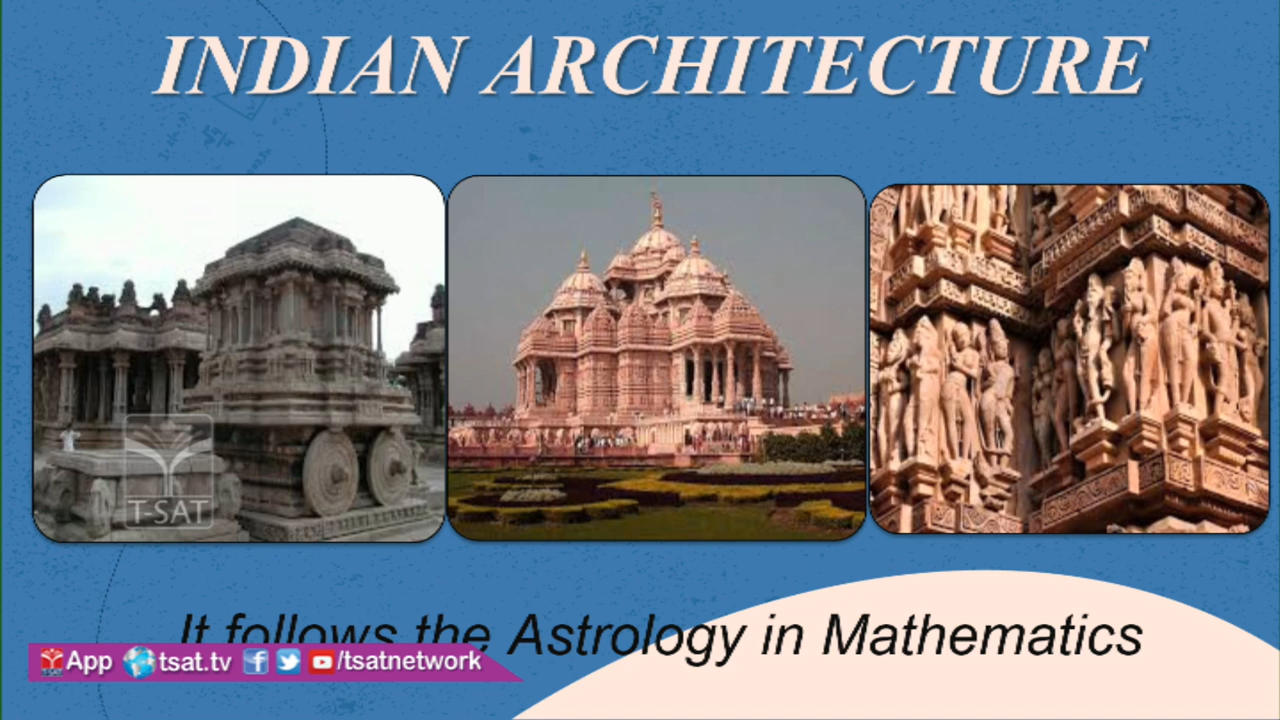 INDIAN ARCHITECTURE
T-SAT
It follows the Astrology in Mathematics
App tsat.tv /tsatnetwork